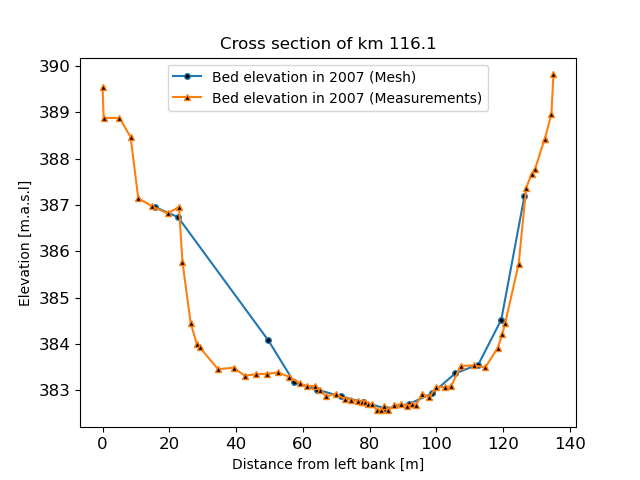 Cross section of km 116.1
Bed elevation in 2007 (Mesh)
Bed elevation in 2007 (Measurements)
Elevation [m.a.s.l]
390
389
388
387
386
385
384
383
0 20 40 60 80 100 120 140
Distance from left bank [m]